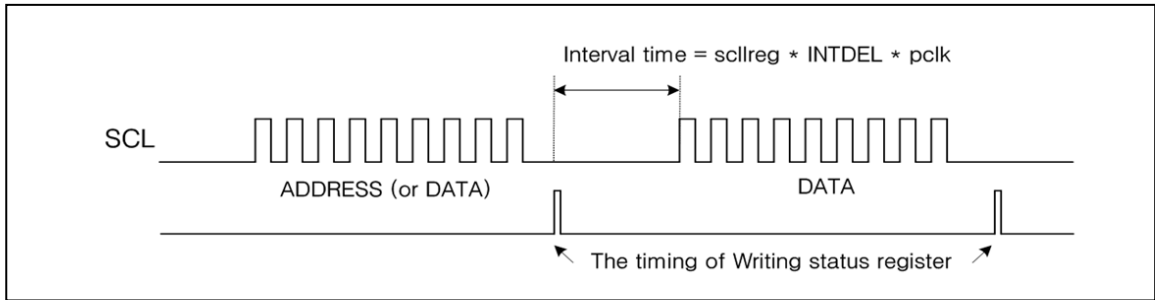 Interval time = scllreg * INTDEL * pclk
SCL
ADDRESS (or DATA)
DATA
The timing of Writing status register